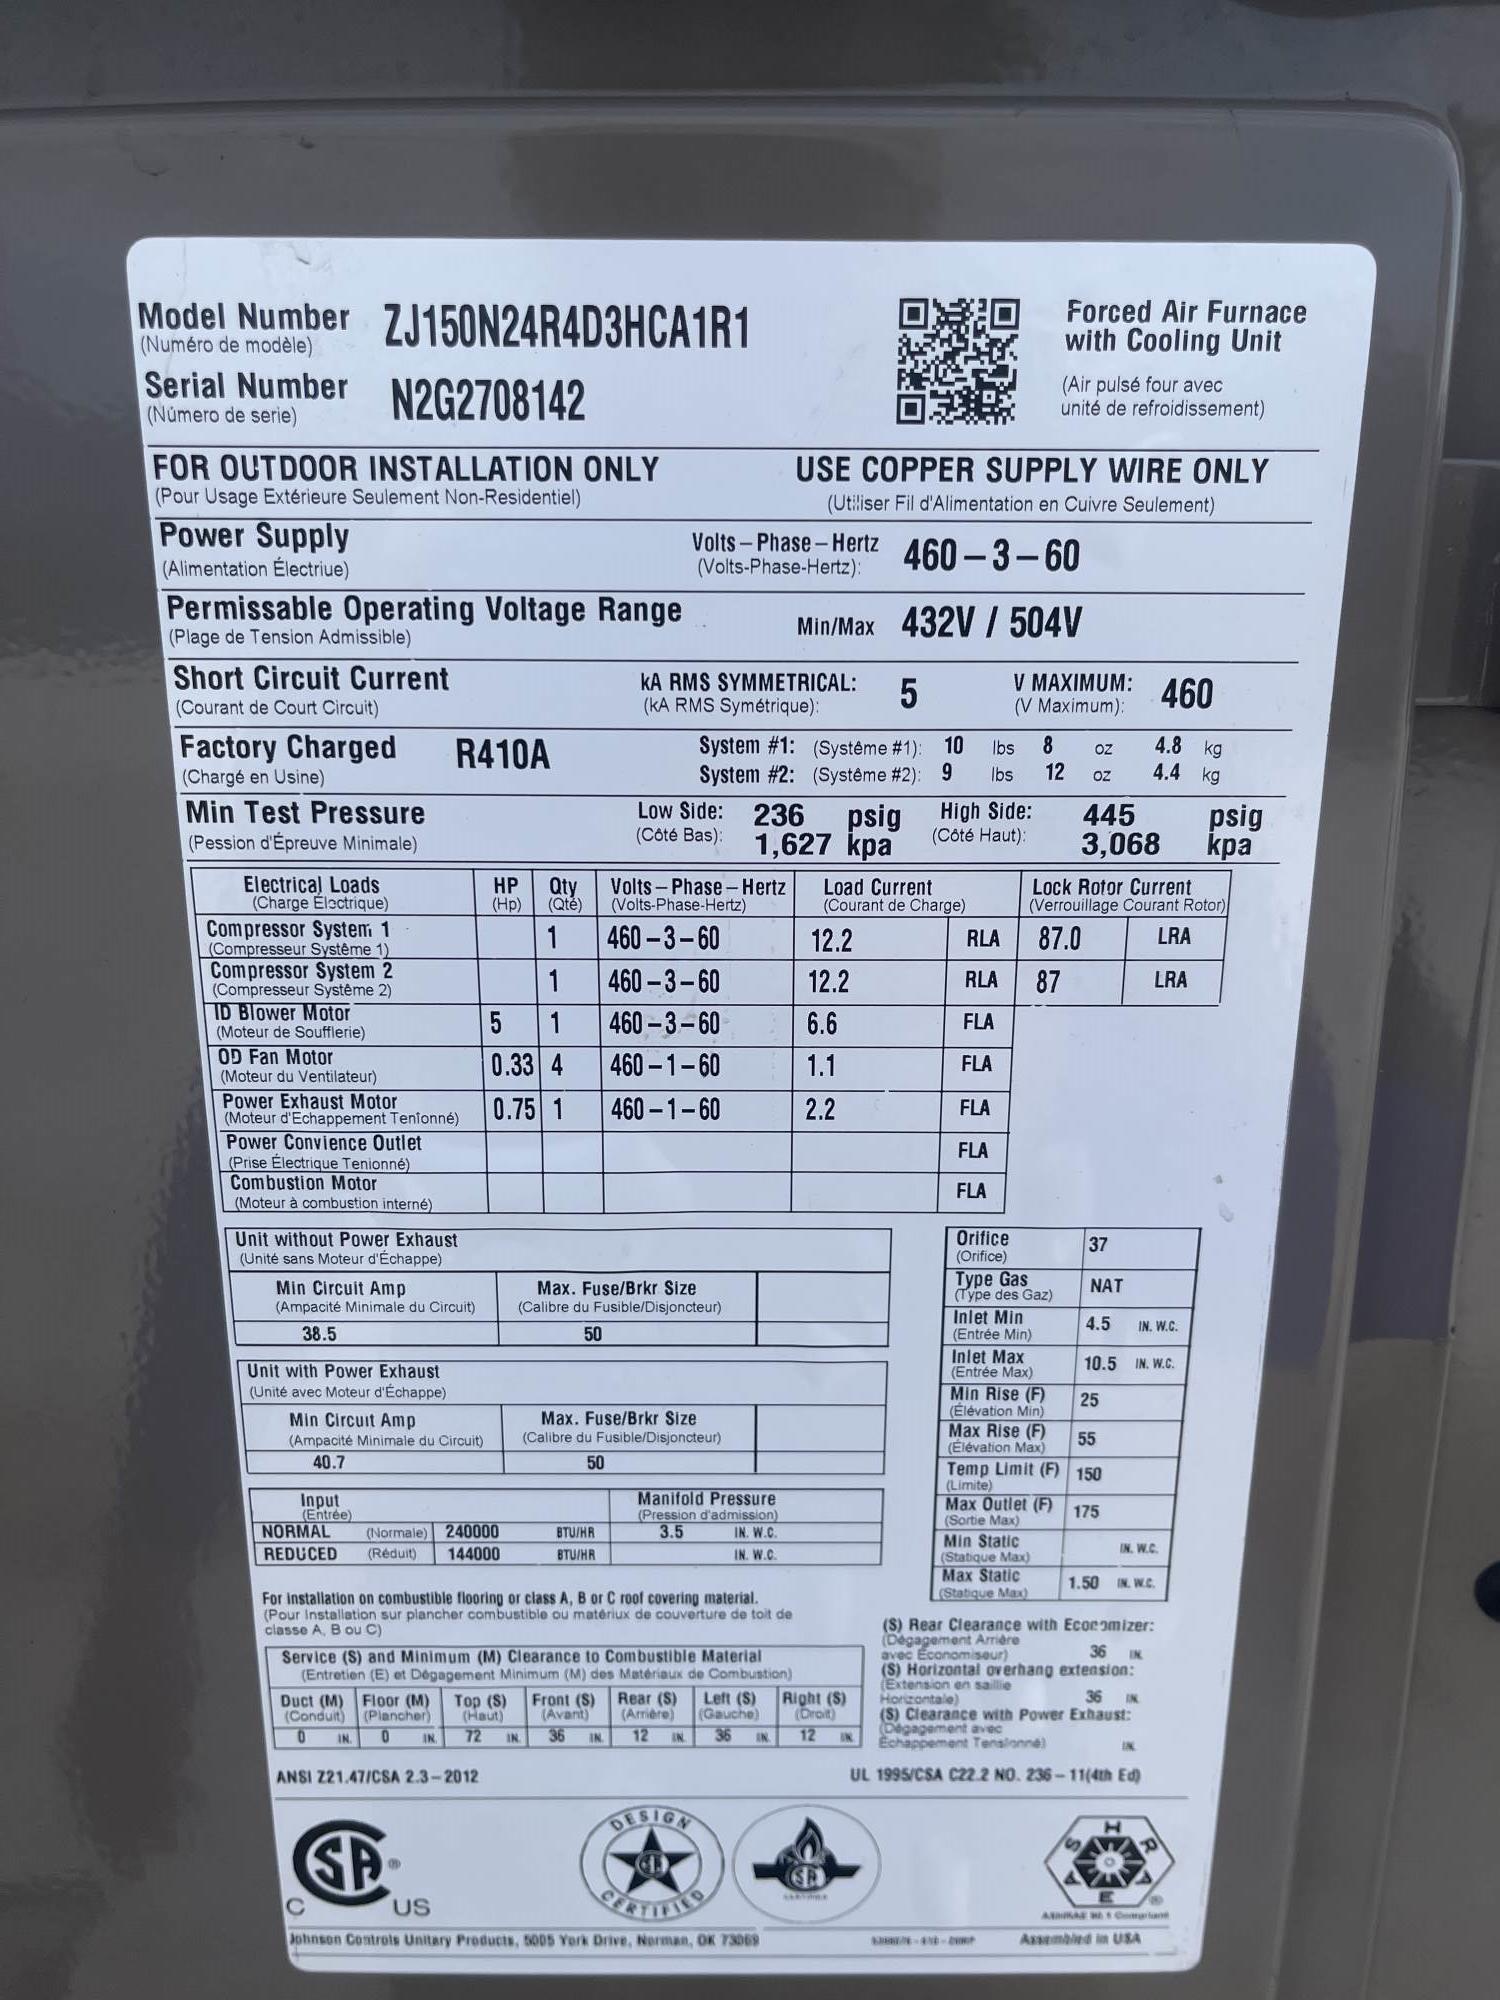 Model Number ZJ150N24R4D3HCA1R1
(Numéro de modèle)
Serial Number N2G2708142
(Número de serie)
Forced Air Furnace
with Cooling Unit
(Air pulsé four avec
unité de refroidissement)
FOR OUTDOOR INSTALLATION ONLY USE COPPER SUPPLY WIRE ONLY
(Pour Usage Extérieure Seulement Non-Residentiel) (Utiliser Fil d'Alimentation en Cuivre Seulement)
Power Supply Volts – Phase – Hertz 460 – 3 – 60
(Alimentation Électriue) (Volts-Phase-Hertz):
Permissable Operating Voltage Range Min/Max 432V / 504V
(Plage de Tension Admissible)
Short Circuit Current kA RMS SYMMETRICAL: 5 V MAXIMUM: 460
(Courant de Court Circuit) (kA RMS Symétrique): (V Maximum):
Factory Charged R410A System #1: (Système #1): 10 lbs 8 oz 4.8 kg
(Chargé en Usine) System #2: (Système #2): 9 lbs 12 oz 4.4 kg
Min Test Pressure Low Side: 236 psig High Side: 445 psig
(Pession d'Épreuve Minimale) (Côté Bas): 1,627 kpa (Côté Haut): 3,068 kpa
Electrical Loads HP Qty Volts – Phase – Hertz Load Current Lock Rotor Current
(Charge Électrique) (Hp) (Qté) (Volts-Phase-Hertz) (Courant de Charge) (Verrouillage Courant Rotor)
Compressor System 1 1 460 – 3 – 60 12.2 RLA 87.0 LRA
(Compresseur Système 1)
Compressor System 2 1 460 – 3 – 60 12.2 RLA 87 LRA
(Compresseur Système 2)
ID Blower Motor 5 1 460 – 3 – 60 6.6 FLA
(Moteur de Soufflerie)
OD Fan Motor 0.33 4 460 – 1 – 60 1.1 FLA
(Moteur du Ventilateur)
Power Exhaust Motor 0.75 1 460 – 1 – 60 2.2 FLA
(Moteur d'Echappement Tenionné)
Power Convience Outlet FLA
(Prise Électrique Tenionné)
Combustion Motor FLA
(Moteur à combustion interné)
Unit without Power Exhaust
(Unité sans Moteur d'Échappe)
Min Circuit Amp Max. Fuse/Brkr Size
(Ampacité Minimale du Circuit) (Calibre du Fusible/Disjoncteur)
38.5 50
Unit with Power Exhaust
(Unité avec Moteur d'Échappe)
Min Circuit Amp Max. Fuse/Brkr Size
(Ampacité Minimale du Circuit) (Calibre du Fusible/Disjoncteur)
40.7 50
Input Manifold Pressure
(Entrée) (Pression d'admission)
NORMAL (Normale) 240000 BTU/HR 3.5 IN. W.C.
REDUCED (Réduit) 144000 BTU/HR IN. W.C.
Orifice 37
(Orifice)
Type Gas NAT
(Type des Gaz)
Inlet Min 4.5 IN. W.C.
(Entrée Min)
Inlet Max 10.5 IN. W.C.
(Entrée Max)
Min Rise (F) 25
(Élévation Min)
Max Rise (F) 55
(Élévation Max)
Temp Limit (F) 150
(Limite)
Max Outlet (F) 175
(Sortie Max)
Min Static IN. W.C.
(Statique Max)
Max Static 1.50 IN. W.C.
(Statique Max)
For installation on combustible flooring or class A, B or C roof covering material.
(Pour Installation sur plancher combustible ou matériux de couverture de toit de
classe A, B ou C)
Service (S) and Minimum (M) Clearance to Combustible Material
(Entretien (E) et Dégagement Minimum (M) des Matériaux de Combustion)
Duct (M) Floor (M) Top (S) Front (S) Rear (S) Left (S) Right (S)
(Conduit) (Plancher) (Haut) (Avant) (Arrière) (Gauche) (Droit)
0 IN. 0 IN. 72 IN. 36 IN. 12 IN. 36 IN. 12 IN.
(S) Rear Clearance with Economizer:
(Dégagement Arrière
avec Économiseur) 36 IN.
(S) Horizontal overhang extension:
(Extension en saillie
Horizontale) 36 IN.
(S) Clearance with Power Exhaust:
(Dégagement avec
Échappement Tensionné) IN.
ANSI Z21.47/CSA 2.3 – 2012 UL 1995/CSA C22.2 NO. 236 – 11(4th Ed)
CSA ®
C US
DESIGN
CERTIFIED
ASHRAE
Johnson Controls Unitary Products, 5005 York Drive, Norman, OK 73069 Assembled in USA